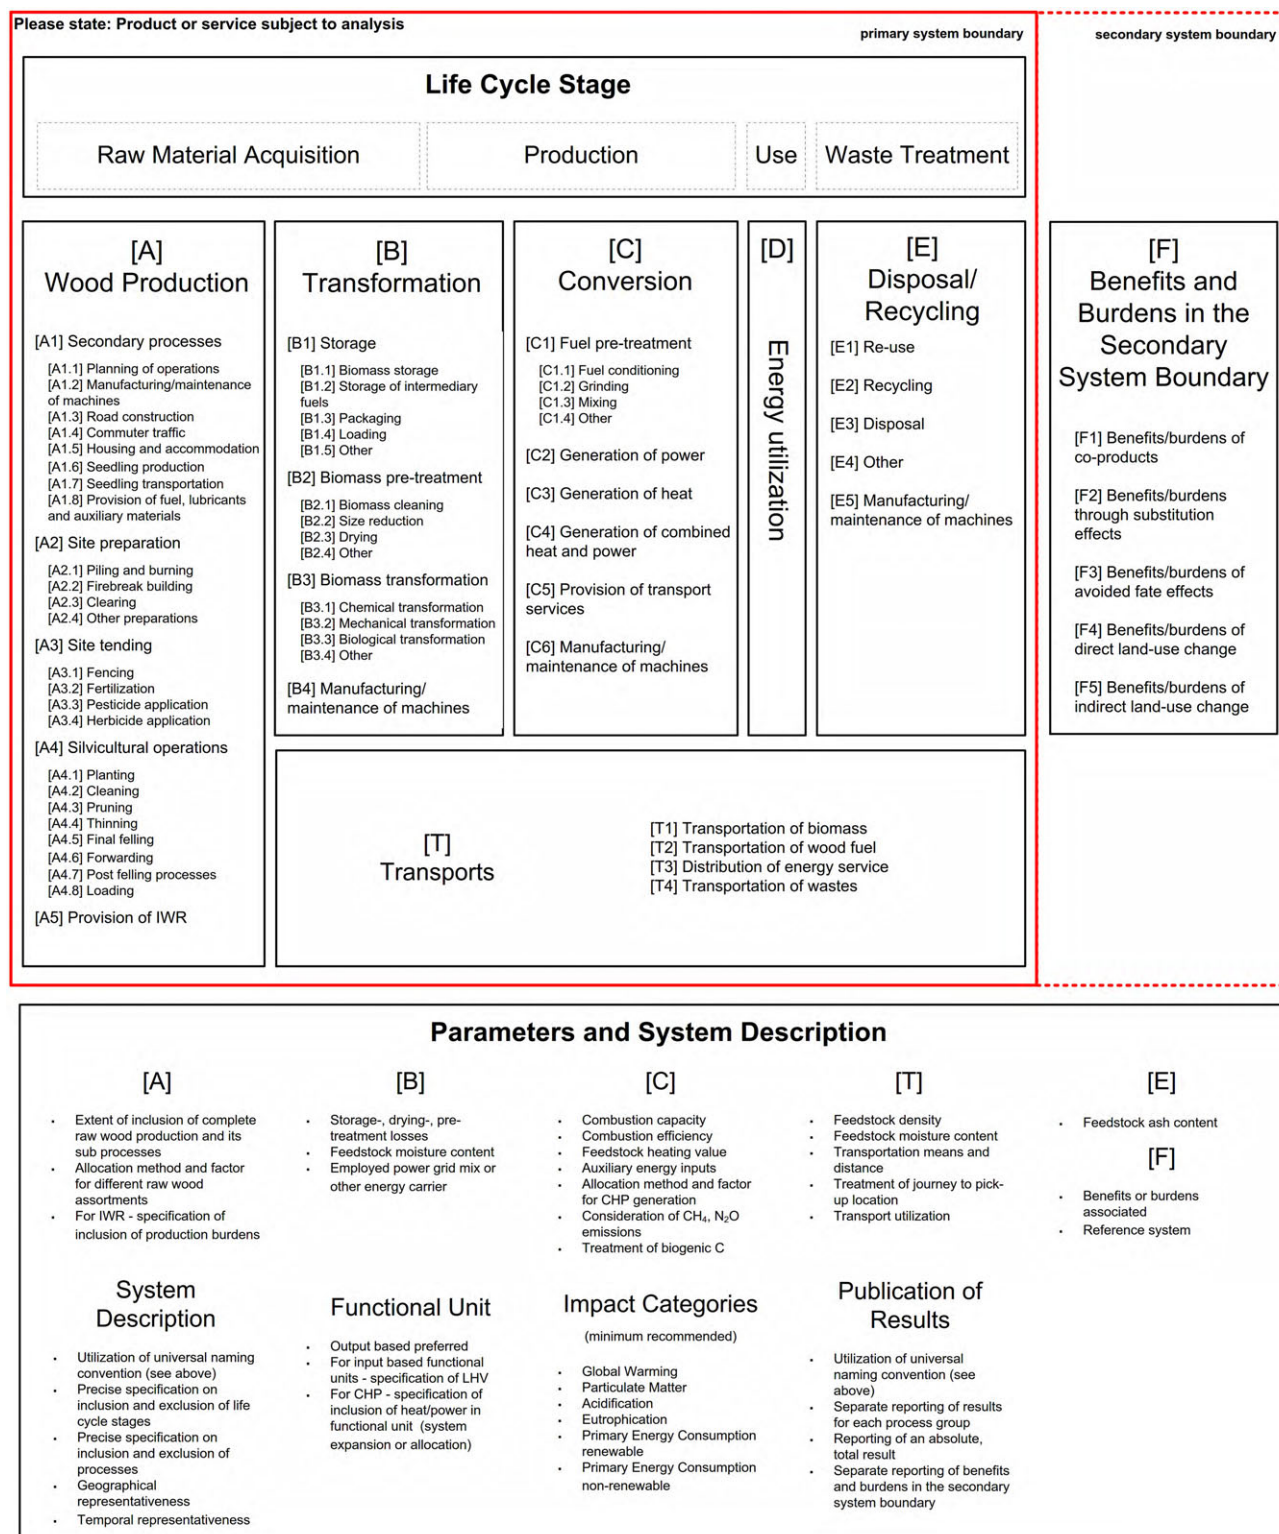 Please state: Product or service subject to analysis
primary system boundary
secondary system boundary
Life Cycle Stage
Raw Material Acquisition
Production
Use
Waste Treatment
[A]
Wood Production
[A1] Secondary processes
[A1.1] Planning of operations
[A1.2] Manufacturing/maintenance
of machines
[A1.3] Road construction
[A1.4] Commuter traffic
[A1.5] Housing and accommodation
[A1.6] Seedling production
[A1.7] Seedling transportation
[A1.8] Provision of fuel, lubricants
and auxiliary materials
[A2] Site preparation
[A2.1] Piling and burning
[A2.2] Firebreak building
[A2.3] Clearing
[A2.4] Other preparations
[A3] Site tending
[A3.1] Fencing
[A3.2] Fertilization
[A3.3] Pesticide application
[A3.4] Herbicide application
[A4] Silvicultural operations
[A4.1] Planting
[A4.2] Cleaning
[A4.3] Pruning
[A4.4] Thinning
[A4.5] Final felling
[A4.6] Forwarding
[A4.7] Post felling processes
[A4.8] Loading
[A5] Provision of IWR
[B]
Transformation
[B1] Storage
[B1.1] Biomass storage
[B1.2] Storage of intermediary
fuels
[B1.3] Packaging
[B1.4] Loading
[B1.5] Other
[B2] Biomass pre-treatment
[B2.1] Biomass cleaning
[B2.2] Size reduction
[B2.3] Drying
[B2.4] Other
[B3] Biomass transformation
[B3.1] Chemical transformation
[B3.2] Mechanical transformation
[B3.3] Biological transformation
[B3.4] Other
[B4] Manufacturing/
maintenance of machines
[C]
Conversion
[C1] Fuel pre-treatment
[C1.1] Fuel conditioning
[C1.2] Grinding
[C1.3] Mixing
[C1.4] Other
[C2] Generation of power
[C3] Generation of heat
[C4] Generation of combined
heat and power
[C5] Provision of transport
services
[C6] Manufacturing/
maintenance of machines
[D]
Energy utilization
[E]
Disposal/
Recycling
[E1] Re-use
[E2] Recycling
[E3] Disposal
[E4] Other
[E5] Manufacturing/
maintenance of machines
[F]
Benefits and
Burdens in the
Secondary
System Boundary
[F1] Benefits/burdens of
co-products
[F2] Benefits/burdens
through substitution
effects
[F3] Benefits/burdens of
avoided fate effects
[F4] Benefits/burdens of
direct land-use change
[F5] Benefits/burdens of
indirect land-use change
[T]
Transports
[T1] Transportation of biomass
[T2] Transportation of wood fuel
[T3] Distribution of energy service
[T4] Transportation of wastes
Parameters and System Description
[A]
• Extent of inclusion of complete
raw wood production and its
sub processes
• Allocation method and factor
for different raw wood
assortments
• For IWR - specification of
inclusion of production burdens
[B]
• Storage-, drying-, pre-
treatment losses
• Feedstock moisture content
• Employed power grid mix or
other energy carrier
[C]
• Combustion capacity
• Combustion efficiency
• Feedstock heating value
• Auxiliary energy inputs
• Allocation method and factor
for CHP generation
• Consideration of CH₄, N₂O
emissions
• Treatment of biogenic C
[T]
• Feedstock density
• Feedstock moisture content
• Transportation means and
distance
• Treatment of journey to pick-
up location
• Transport utilization
[E]
• Feedstock ash content
[F]
• Benefits or burdens
associated
• Reference system
System
Description
• Utilization of universal naming
convention (see above)
• Precise specification on
inclusion and exclusion of life
cycle stages
• Precise specification on
inclusion and exclusion of
processes
• Geographical
representativeness
• Temporal representativeness
Functional Unit
• Output based preferred
• For input based functional
units - specification of LHV
• For CHP - specification of
inclusion of heat/power in
functional unit (system
expansion or allocation)
Impact Categories
(minimum recommended)
• Global Warming
• Particulate Matter
• Acidification
• Eutrophication
• Primary Energy Consumption
renewable
• Primary Energy Consumption
non-renewable
Publication of
Results
• Utilization of universal
naming convention (see
above)
• Separate reporting of results
for each process group
• Reporting of an absolute,
total result
• Separate reporting of benefits
and burdens in the secondary
system boundary